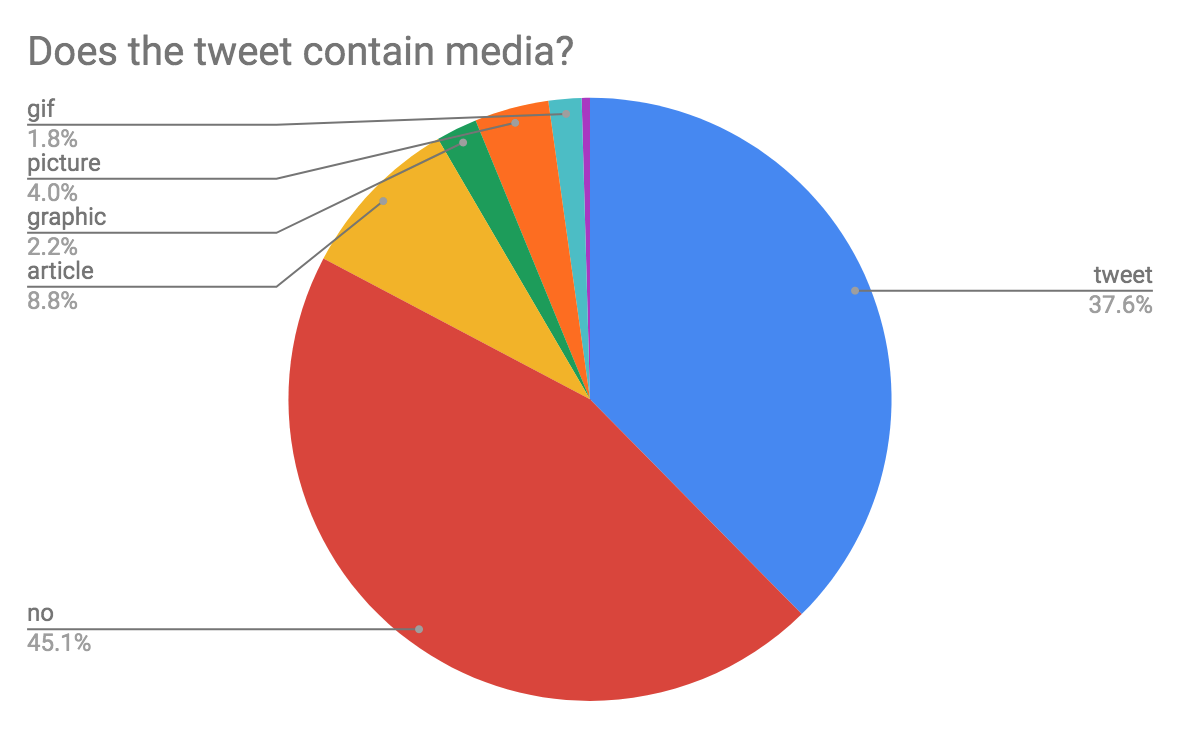 Does the tweet contain media?
gif
1.8%
picture
4.0%
graphic
2.2%
article
8.8%
tweet
37.6%
no
45.1%